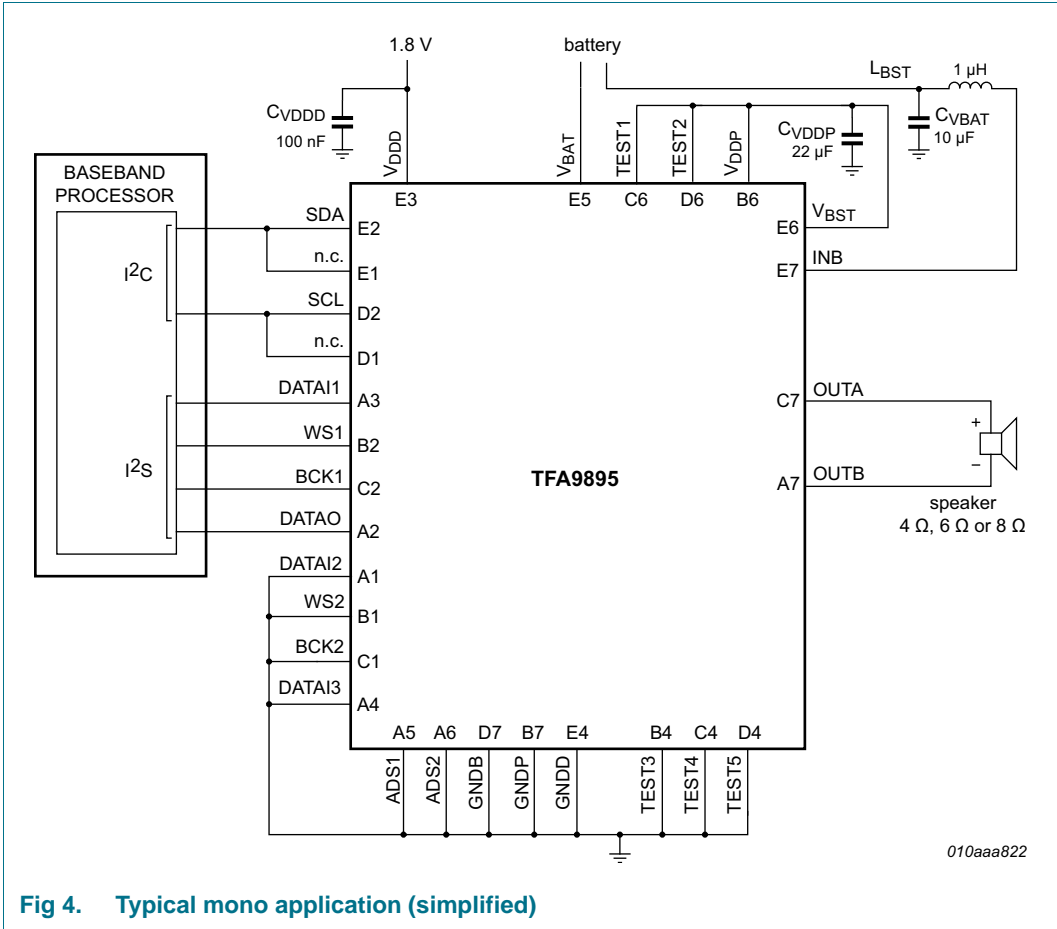 1.8 V
battery
LBST
1 µH
CVDDD
100 nF
CVDDP
22 µF
CVBAT
10 µF
VDDD
VBAT
TEST1
TEST2
VDDP
BASEBAND
PROCESSOR
E3
E5
C6
D6
B6
VBST
E6
INB
E7
I2C
SDA
E2
n.c.
E1
SCL
D2
n.c.
D1
I2S
DATAI1
A3
WS1
B2
BCK1
C2
DATAO
A2
DATAI2
A1
WS2
B1
BCK2
C1
DATAI3
A4
TFA9895
C7
OUTA
A7
OUTB
+
−
speaker
4 Ω, 6 Ω or 8 Ω
A5
A6
D7
B7
E4
B4
C4
D4
ADS1
ADS2
GNDB
GNDP
GNDD
TEST3
TEST4
TEST5
010aaa822
Fig 4. Typical mono application (simplified)